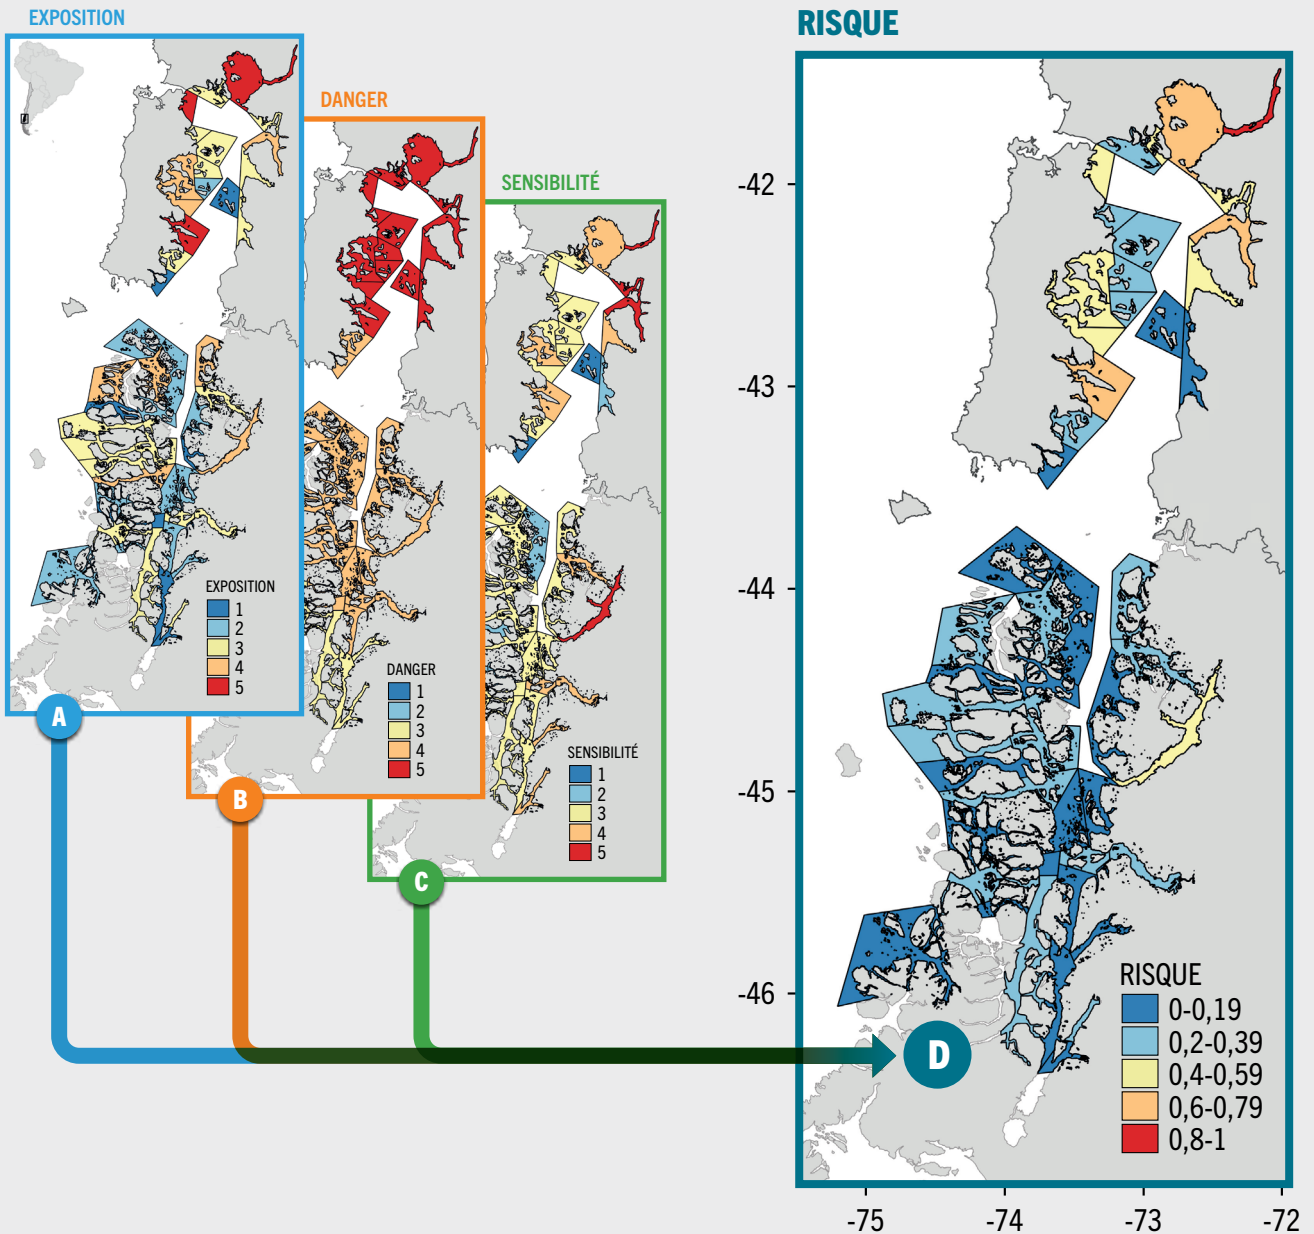 EXPOSITION
EXPOSITION
1
2
3
4
5
A
DANGER
DANGER
1
2
3
4
5
B
SENSIBILITÉ
SENSIBILITÉ
1
2
3
4
5
C
RISQUE
-42
-43
-44
-45
-46
RISQUE
0-0,19
0,2-0,39
0,4-0,59
0,6-0,79
0,8-1
D
-75 -74 -73 -72